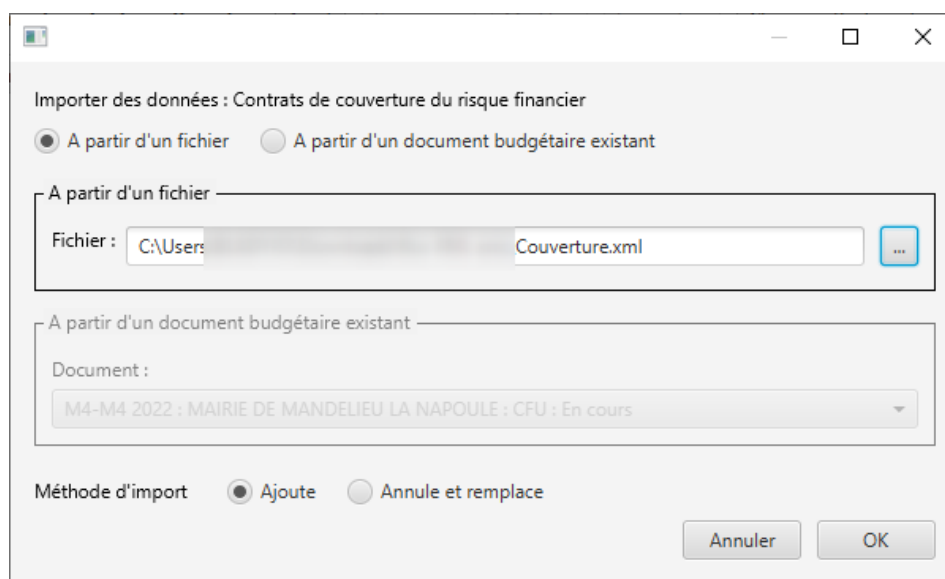 Importer des données : Contrats de couverture du risque financier
A partir d'un fichier A partir d'un document budgétaire existant
A partir d'un fichier
Fichier : C:\Users Couverture.xml ...
A partir d'un document budgétaire existant
Document :
M4-M4 2022 : MAIRIE DE MANDELIEU LA NAPOULE : CFU : En cours
Méthode d'import Ajoute Annule et remplace
Annuler OK